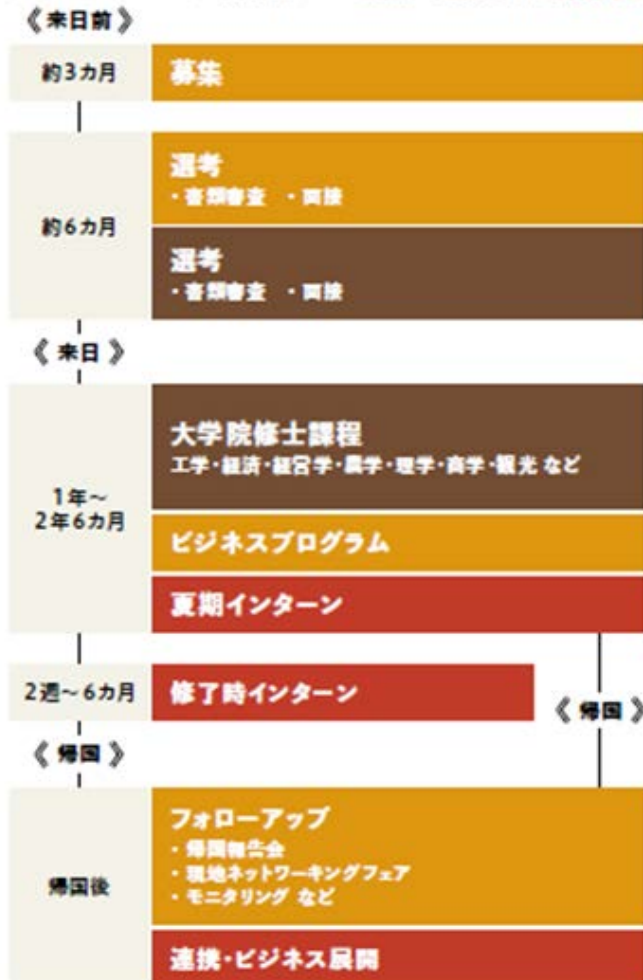 《 来日前 》
約3カ月
募集
約6カ月
選考
・書類審査 ・面接
選考
・書類審査 ・面接
《 来日 》
1年～
2年6カ月
大学院修士課程
工学・経済・経営学・農学・理学・商学・観光 など
ビジネスプログラム
夏期インターン
2週～6カ月
修了時インターン
《 帰国 》
《 帰国 》
帰国後
フォローアップ
・帰国報告会
・現地ネットワーキングフェア
・モニタリング など
連携・ビジネス展開